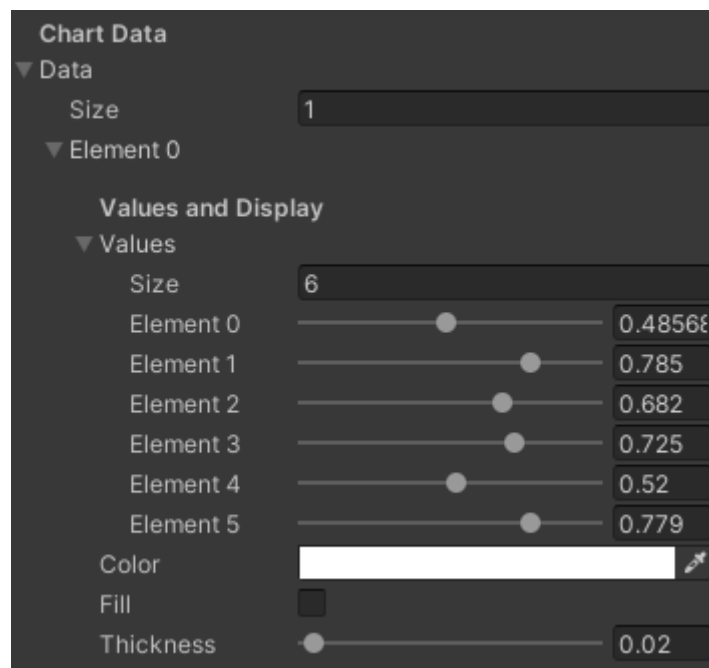 Chart Data
Data
Size 1
Element 0
Values and Display
Values
Size 6
Element 0 0.48568
Element 1 0.785
Element 2 0.682
Element 3 0.725
Element 4 0.52
Element 5 0.779
Color
Fill
Thickness 0.02